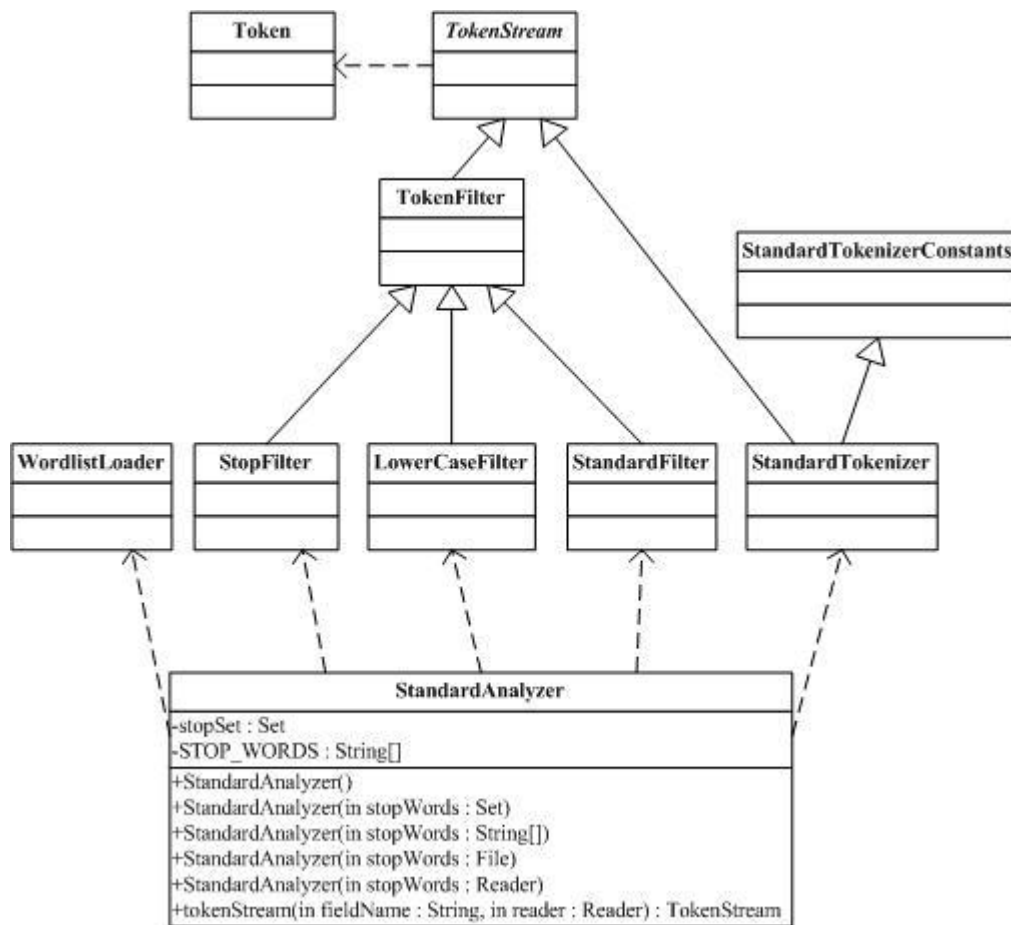 Token
TokenStream
TokenFilter
StandardTokenizerConstants
WordlistLoader
StopFilter
LowerCaseFilter
StandardFilter
StandardTokenizer
StandardAnalyzer
-stopSet : Set
-STOP_WORDS : String[]
+StandardAnalyzer()
+StandardAnalyzer(in stopWords : Set)
+StandardAnalyzer(in stopWords : String[])
+StandardAnalyzer(in stopWords : File)
+StandardAnalyzer(in stopWords : Reader)
+tokenStream(in fieldName : String, in reader : Reader) : TokenStream